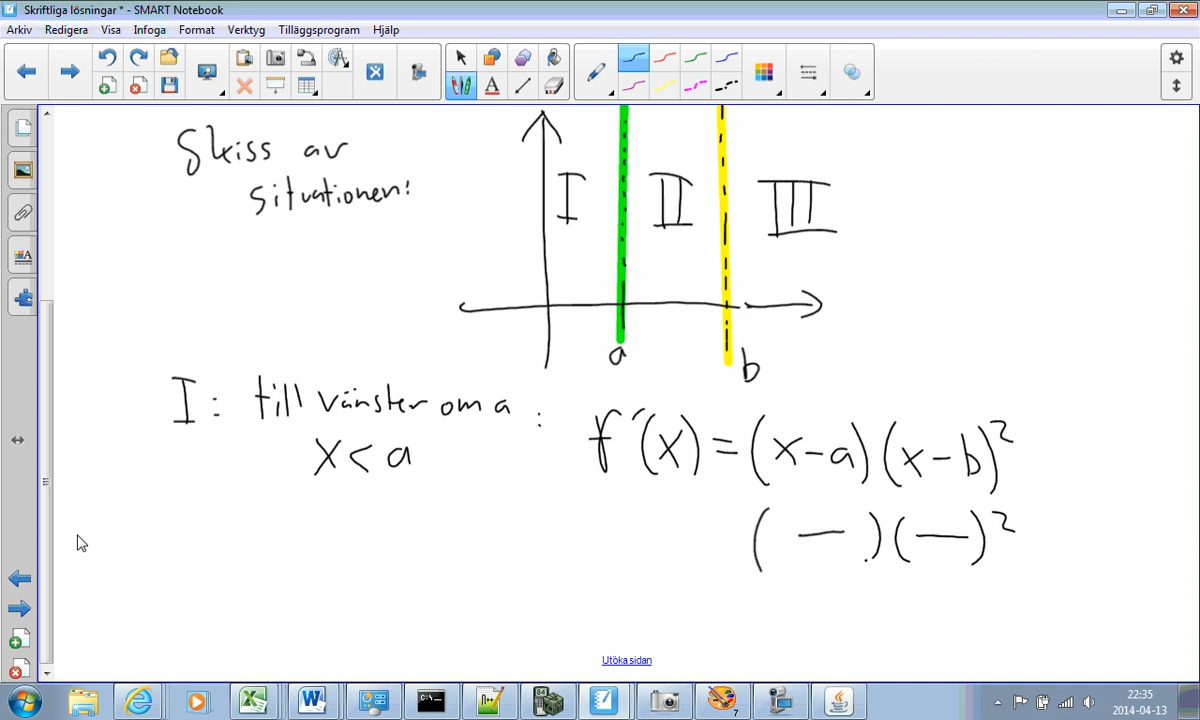 Skriftliga lösningar * - SMART Notebook
Arkiv Redigera Visa Infoga Format Verktyg Tilläggsprogram Hjälp
Skiss av
situationen:
I II III
a
b
I: till vänster om a :
x < a
f'(x) = (x-a)(x-b)²
( — )( — )²
Utöka sidan
22:35
2014-04-13